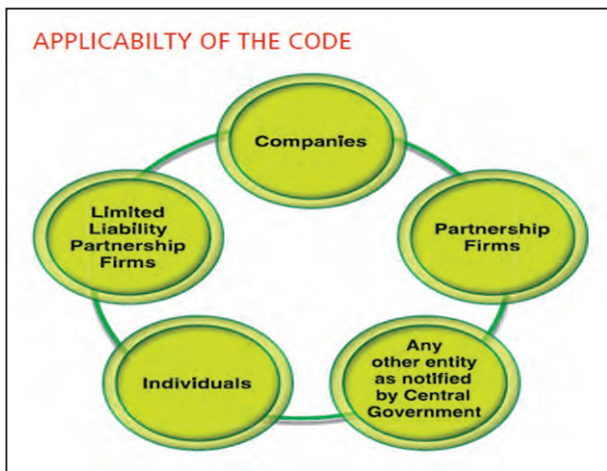 APPLICABILTY OF THE CODE
Companies
Partnership
Firms
Any
other entity
as notified
by Central
Government
Individuals
Limited
Liability
Partnership
Firms